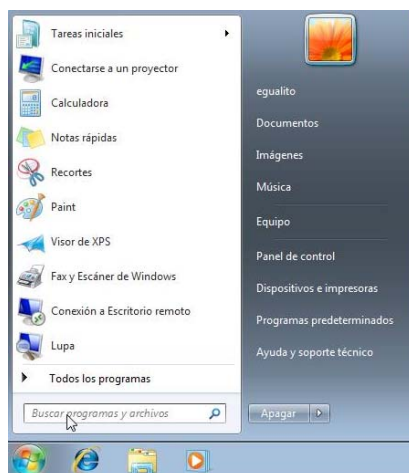 Tareas iniciales
Conectarse a un proyector
Calculadora
Notas rápidas
Recortes
Paint
Visor de XPS
Fax y Escáner de Windows
Conexión a Escritorio remoto
Lupa
Todos los programas
Buscar programas y archivos
egualito
Documentos
Imágenes
Música
Equipo
Panel de control
Dispositivos e impresoras
Programas predeterminados
Ayuda y soporte técnico
Apagar